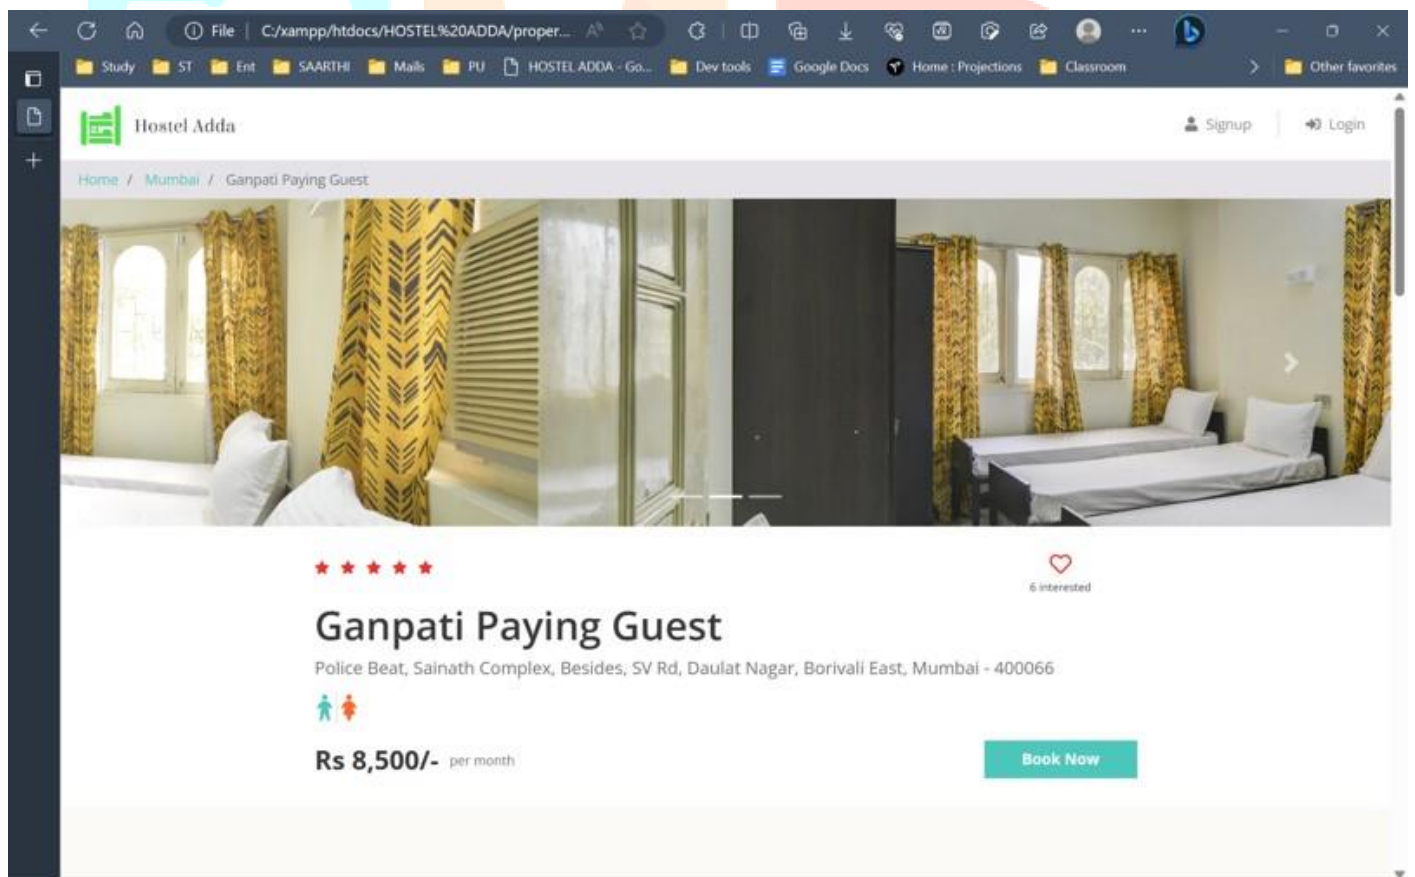 File C:/xampp/htdocs/HOSTEL%20ADDA/proper...
Study ST Ent SAARTHI Mails PU HOSTEL ADDA - Go... Dev tools Google Docs Home : Projections Classroom Other favorites
Hostel Adda Signup Login
Home / Mumbai / Ganpati Paying Guest
6 interested
Ganpati Paying Guest
Police Beat, Sainath Complex, Besides, SV Rd, Daulat Nagar, Borivali East, Mumbai - 400066
Rs 8,500/- per month Book Now